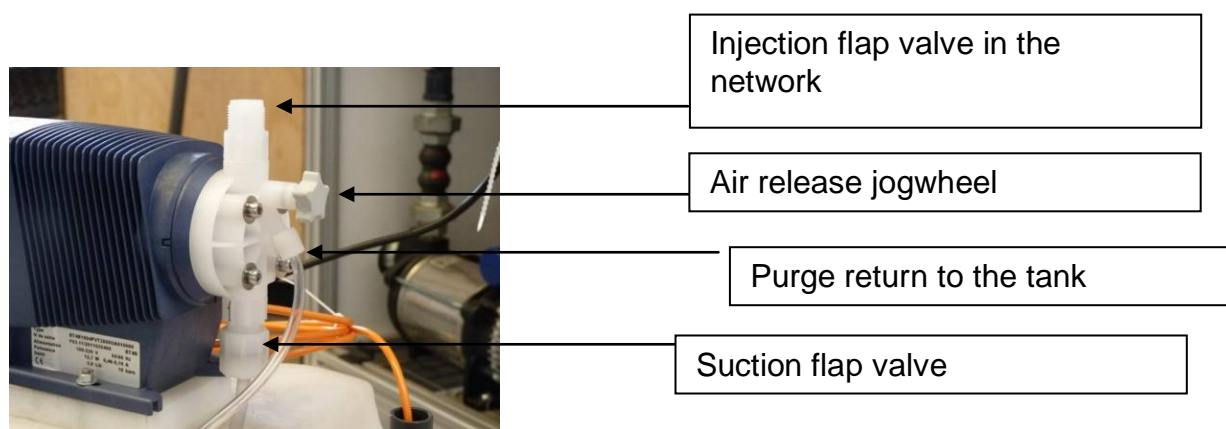 Injection flap valve in the
network
Air release jogwheel
Purge return to the tank
Suction flap valve